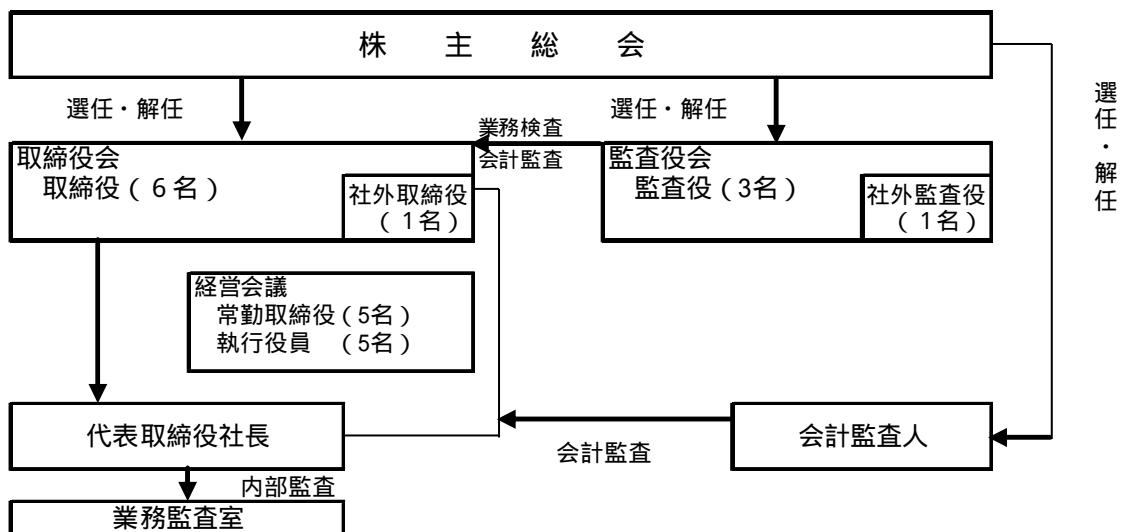 株主総会
選任・解任
選任・解任
選任・解任
業務検査
会計監査
取締役会
取締役（６名）
社外取締役
（１名）
監査役会
監査役（3名）
社外監査役
（１名）
経営会議
常勤取締役（5名）
執行役員　（5名）
代表取締役社長
会計監査
会計監査人
内部監査
業務監査室